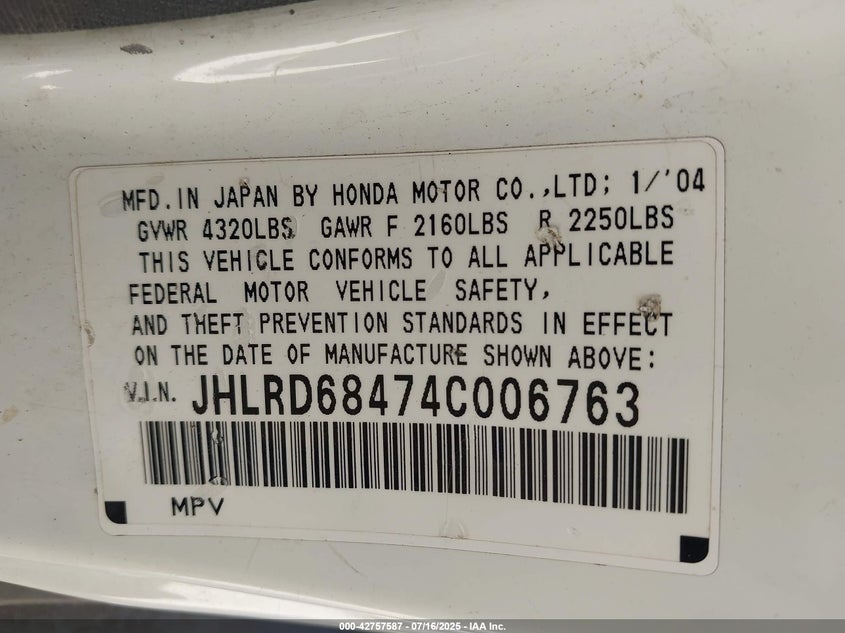 MFD.IN JAPAN BY HONDA MOTOR CO.,LTD; 1/'04
GVWR 4320LBS GAWR F 2160LBS R 2250LBS
THIS VEHICLE CONFORMS TO ALL APPLICABLE
FEDERAL MOTOR VEHICLE SAFETY,
AND THEFT PREVENTION STANDARDS IN EFFECT
ON THE DATE OF MANUFACTURE SHOWN ABOVE:
V.I.N. JHLRD68474C006763
MPV
000-42757587 - 07/16/2025 - IAA Inc.